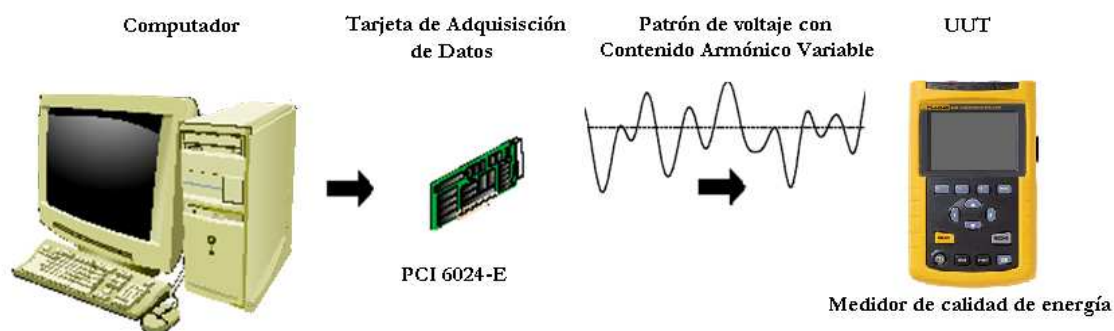 Computador
Tarjeta de Adquisisción
de Datos
Patrón de voltaje con
Contenido Armónico Variable
UUT
PCI 6024-E
Medidor de calidad de energía